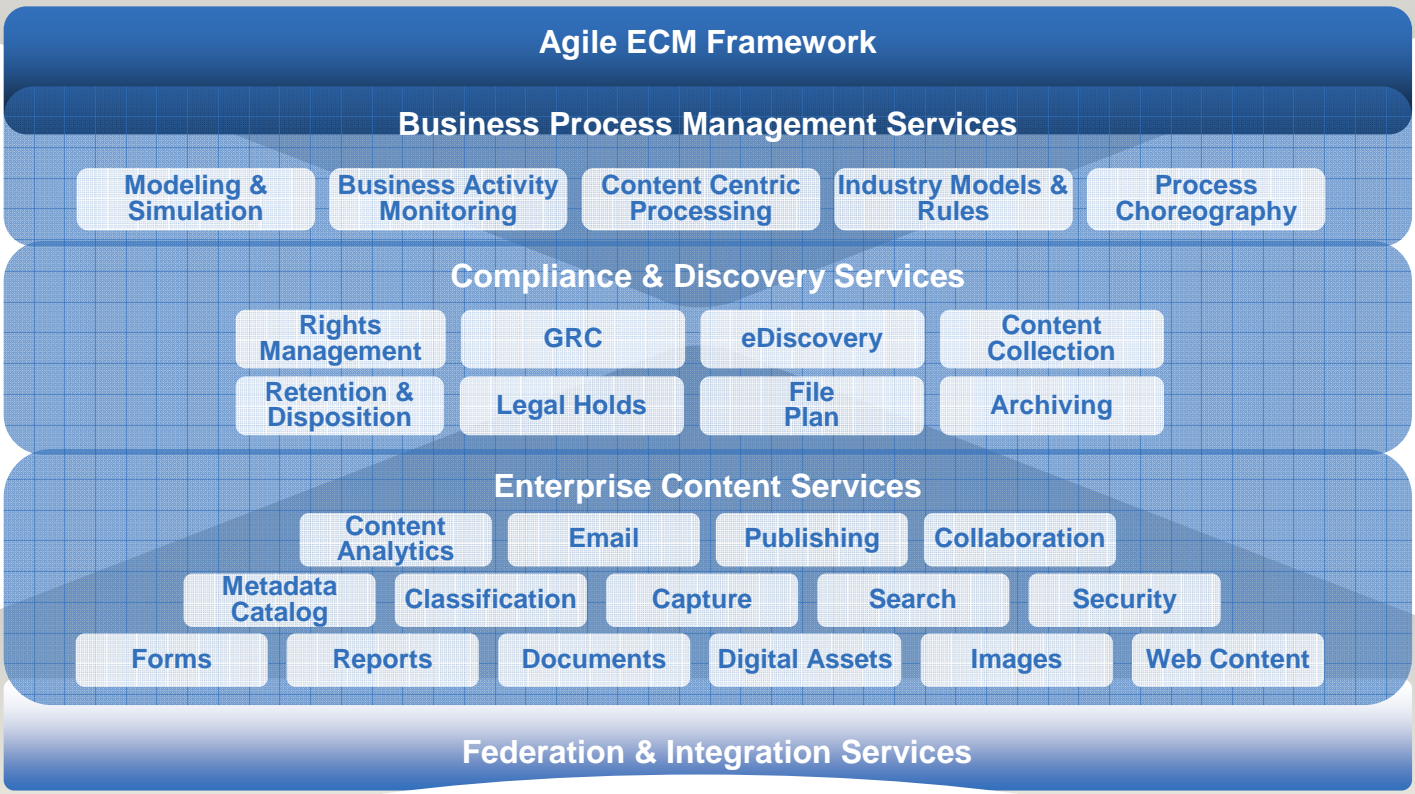 Agile ECM Framework
Business Process Management Services
Modeling &
Simulation
Business Activity
Monitoring
Content Centric
Processing
Industry Models &
Rules
Process
Choreography
Compliance & Discovery Services
Rights
Management
GRC
eDiscovery
Content
Collection
Retention &
Disposition
Legal Holds
File
Plan
Archiving
Enterprise Content Services
Content
Analytics
Email
Publishing
Collaboration
Metadata
Catalog
Classification
Capture
Search
Security
Forms
Reports
Documents
Digital Assets
Images
Web Content
Federation & Integration Services